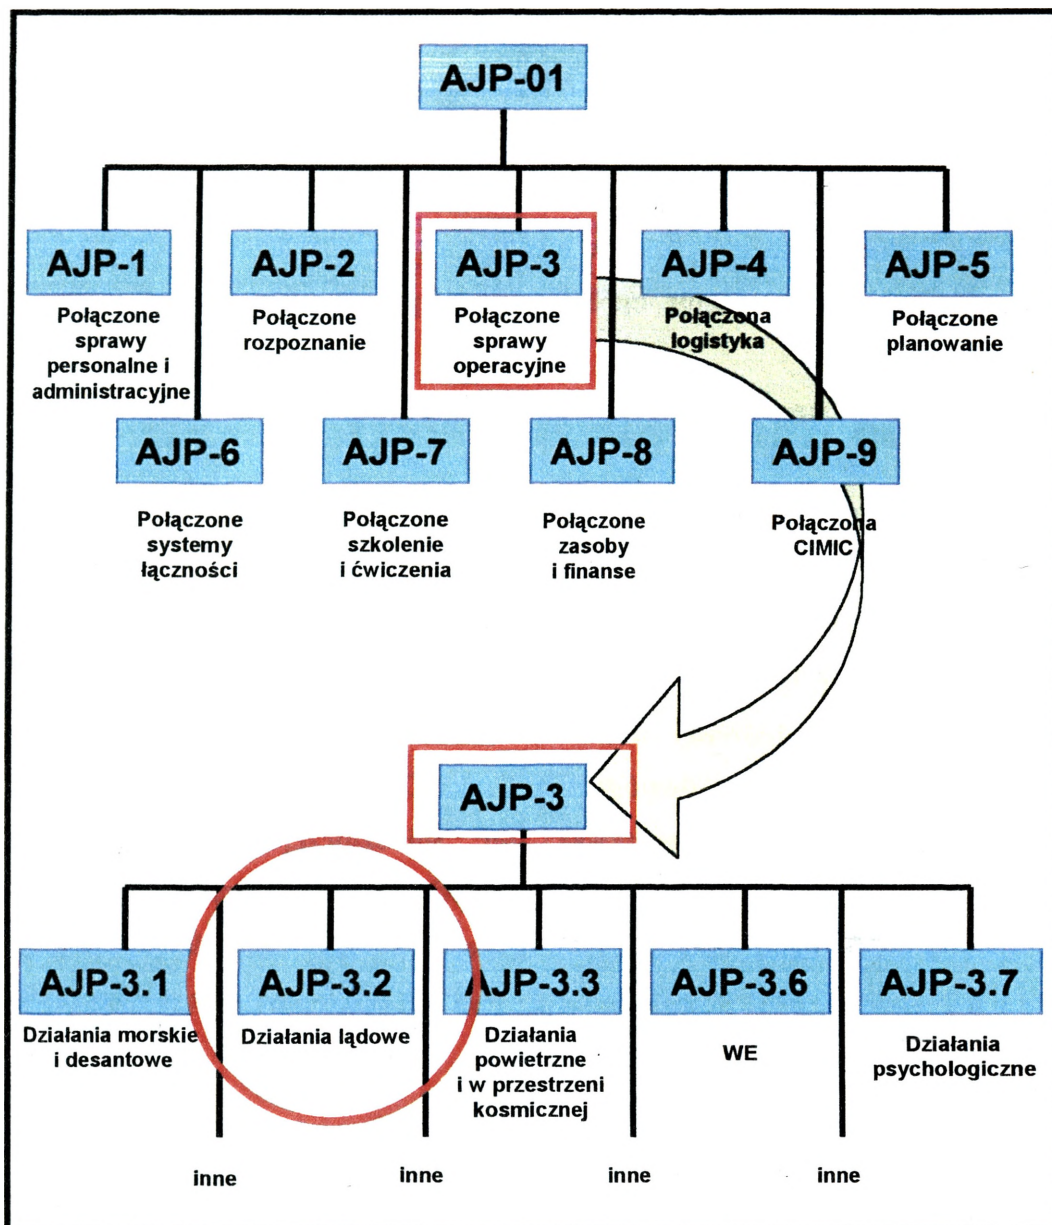 AJP-01
AJP-1
AJP-2
AJP-3
AJP-4
AJP-5
Połączone
sprawy
personalne i
administracyjne
Połączone
rozpoznanie
Połączone
sprawy
operacyjne
Połączona
logistyka
Połączone
planowanie
AJP-6
AJP-7
AJP-8
AJP-9
Połączone
systemy
łączności
Połączone
szkolenie
i ćwiczenia
Połączone
zasoby
i finanse
Połączona
CIMIC
AJP-3
AJP-3.1
AJP-3.2
AJP-3.3
AJP-3.6
AJP-3.7
Działania morskie
i desantowe
Działania lądowe
Działania
powietrzne
i w przestrzeni
kosmicznej
WE
Działania
psychologiczne
inne
inne
inne
inne